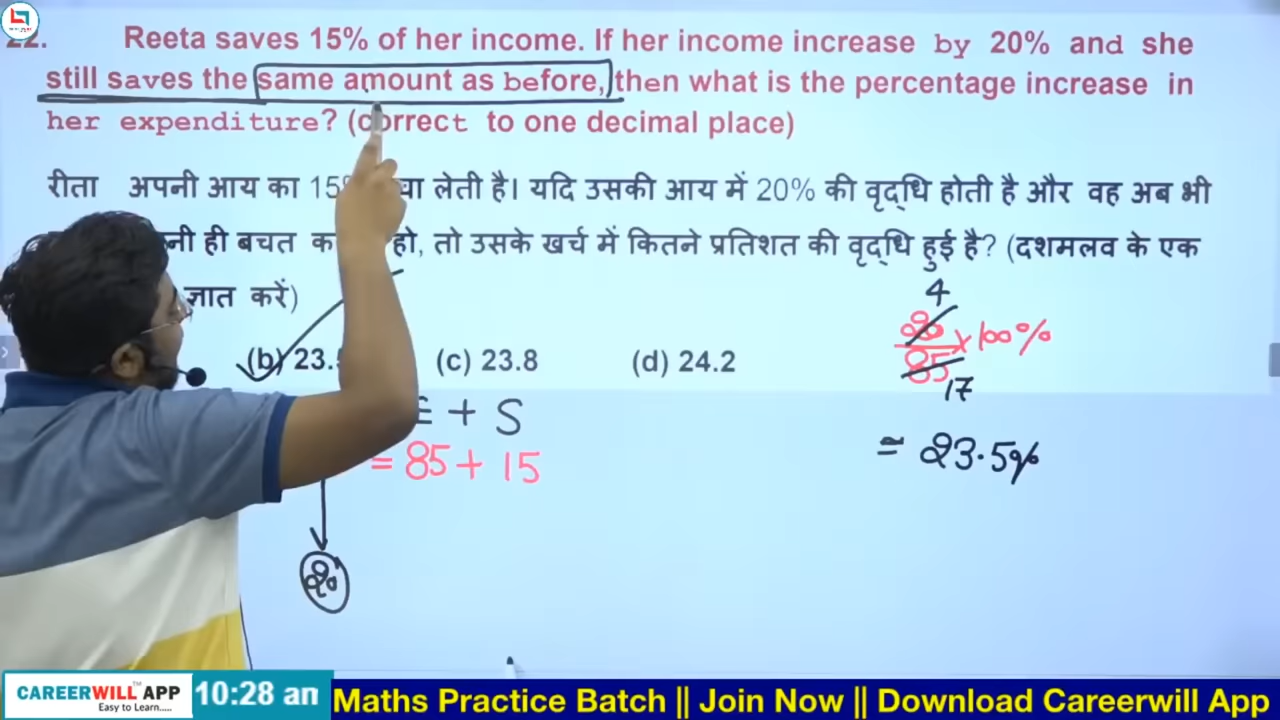 22. Reeta saves 15% of her income. If her income increase by 20% and she
still saves the same amount as before, then what is the percentage increase in
her expenditure? (correct to one decimal place)
रीता अपनी आय का 15 लेती है। यदि उसकी आय में 20% की वृद्धि होती है और वह अब भी
ही बचत हो, तो उसके खर्च में कितने प्रतिशत की वृद्धि हुई है? (दशमलव के एक
ज्ञात करें)
4
20/85 × 100%
17
(b) 23. (c) 23.8 (d) 24.2
E + S
= 85 + 15
≃ 23.5%
20
CAREERWILL APP
Easy to Learn.....
10:28 an
Maths Practice Batch || Join Now || Download Careerwill App